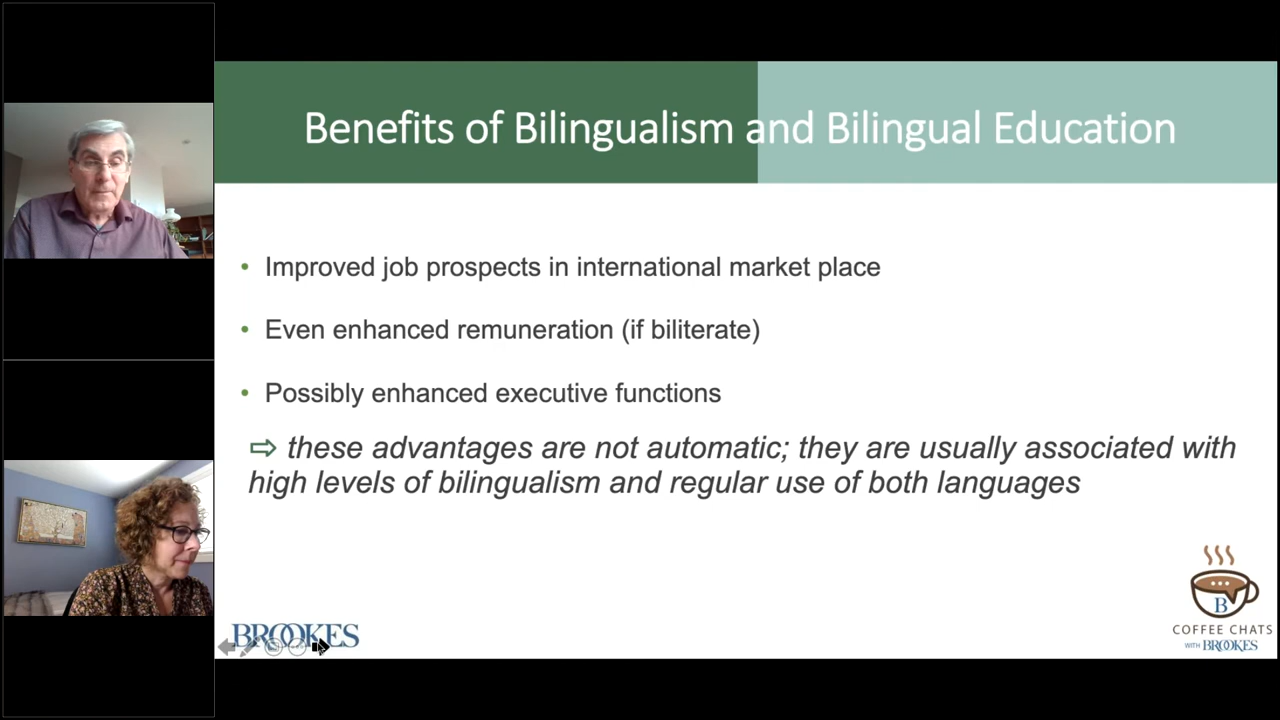 Benefits of Bilingualism and Bilingual Education
• Improved job prospects in international market place
• Even enhanced remuneration (if biliterate)
• Possibly enhanced executive functions
⇨ these advantages are not automatic; they are usually associated with
high levels of bilingualism and regular use of both languages
BROOKES
B
COFFEE CHATS
WITH BROOKES